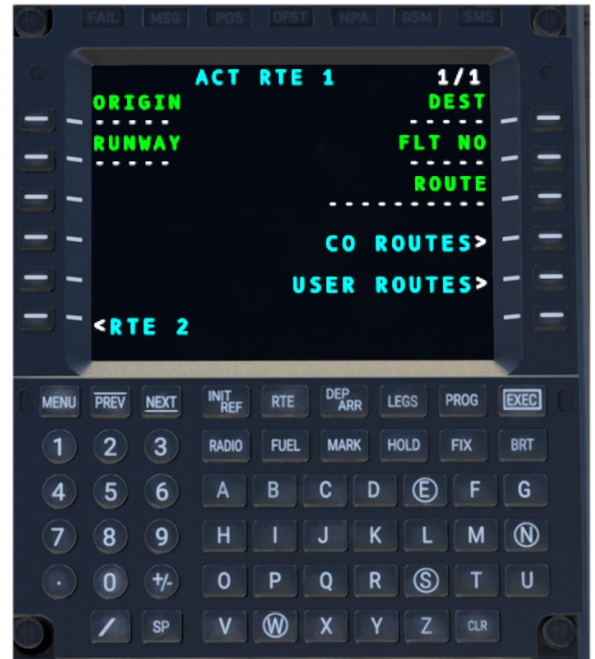 FAIL MSG POS OFST NPA GSM SMS
ACT RTE 1 1/1
ORIGIN DEST
----- -----
RUNWAY FLT NO
----- -----
ROUTE
----------
CO ROUTES>
USER ROUTES>
<RTE 2
MENU PREV NEXT INIT REF RTE DEP ARR LEGS PROG EXEC
1 2 3 RADIO FUEL MARK HOLD FIX BRT
4 5 6 A B C D E F G
7 8 9 H I J K L M N
. 0 +/- O P Q R S T U
/ SP V W X Y Z CLR